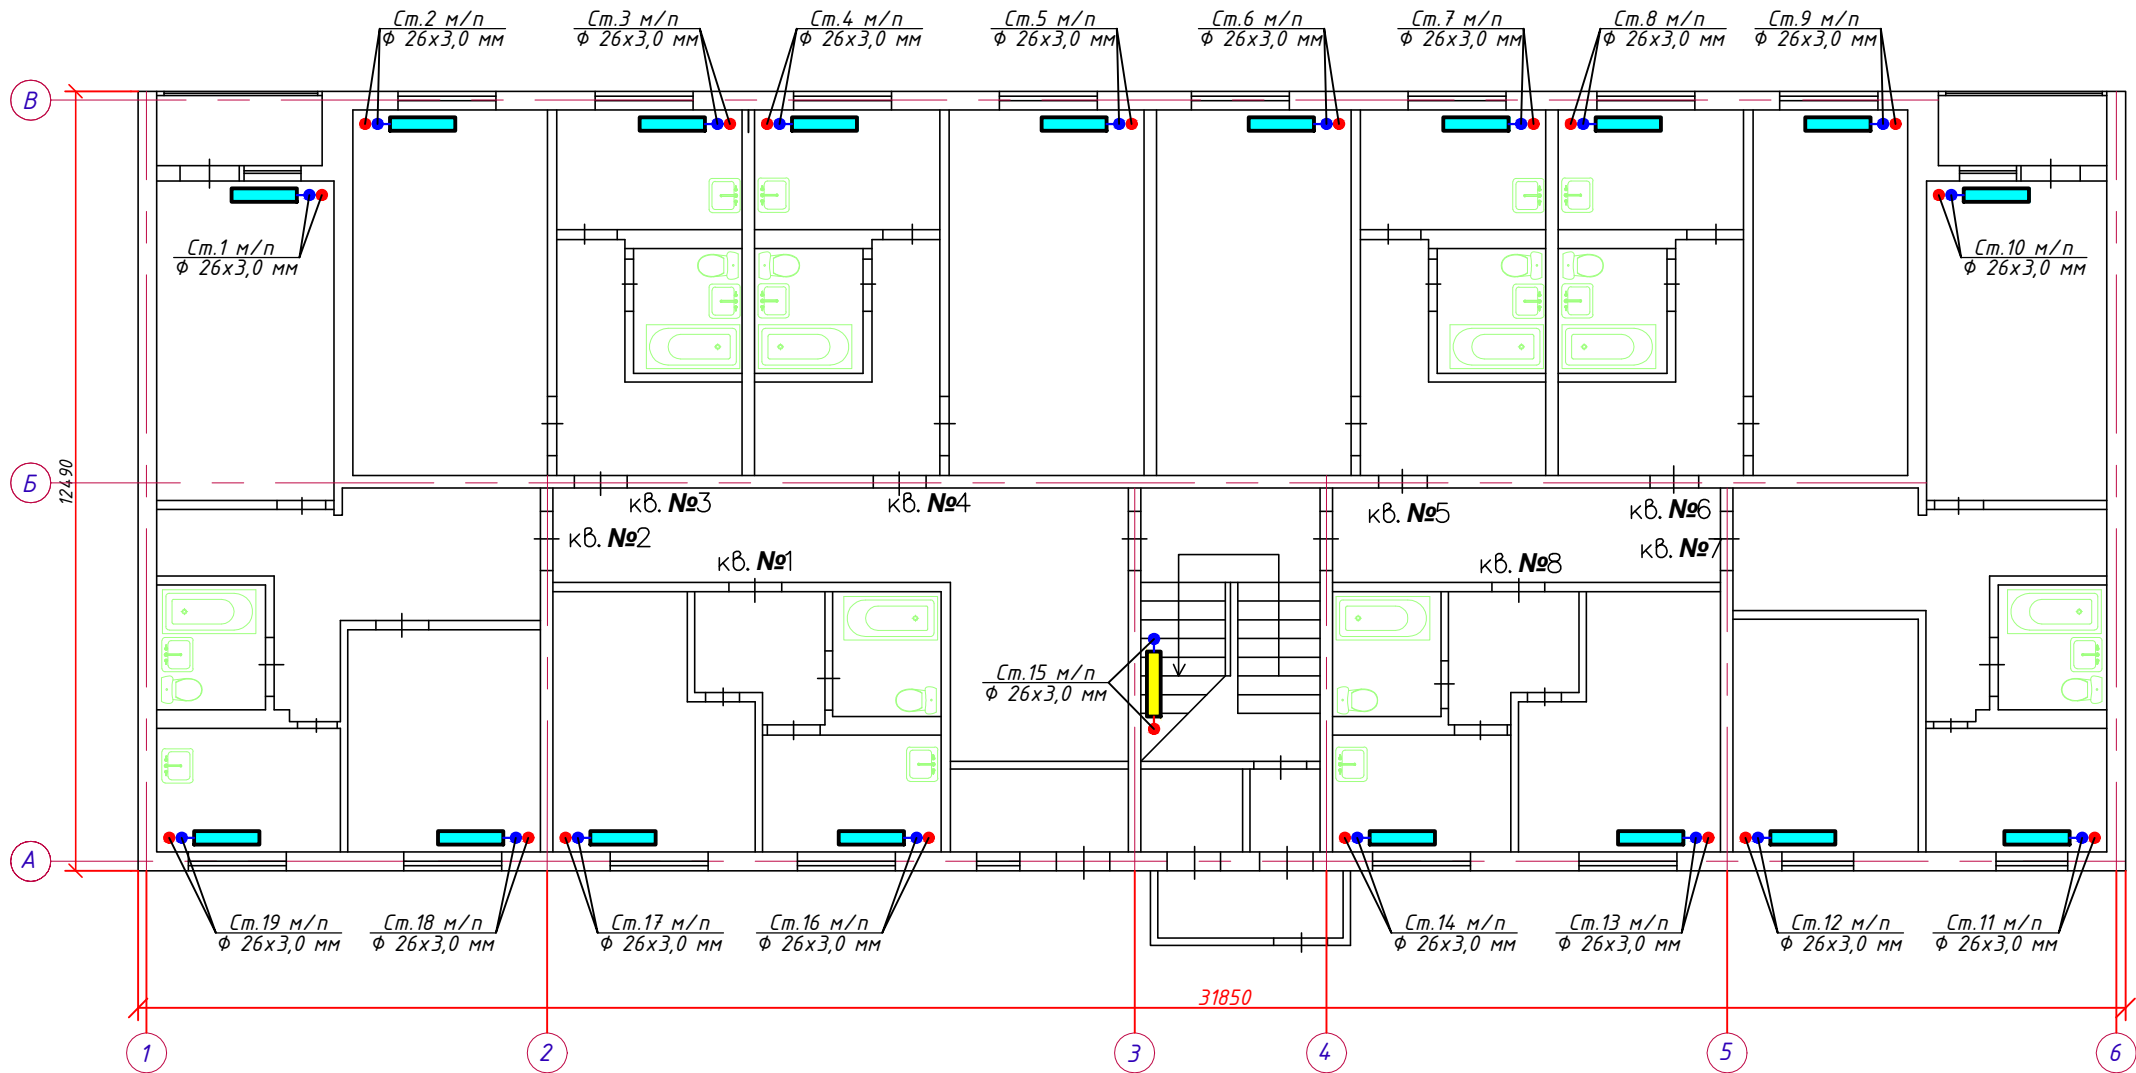 Ст.2 м/п
ф 26х3,0 мм
Ст.3 м/п
ф 26х3,0 мм
Ст.4 м/п
ф 26х3,0 мм
Ст.5 м/п
ф 26х3,0 мм
Ст.6 м/п
ф 26х3,0 мм
Ст.7 м/п
ф 26х3,0 мм
Ст.8 м/п
ф 26х3,0 мм
Ст.9 м/п
ф 26х3,0 мм
В
Ст.1 м/п
ф 26х3,0 мм
Ст.10 м/п
ф 26х3,0 мм
Б
12490
кв. №3
кв. №4
кв. №5
кв. №6
кв. №2
кв. №7
кв. №1
кв. №8
Ст.15 м/п
ф 26х3,0 мм
А
Ст.19 м/п
ф 26х3,0 мм
Ст.18 м/п
ф 26х3,0 мм
Ст.17 м/п
ф 26х3,0 мм
Ст.16 м/п
ф 26х3,0 мм
Ст.14 м/п
ф 26х3,0 мм
Ст.13 м/п
ф 26х3,0 мм
Ст.12 м/п
ф 26х3,0 мм
Ст.11 м/п
ф 26х3,0 мм
31850
1
2
3
4
5
6